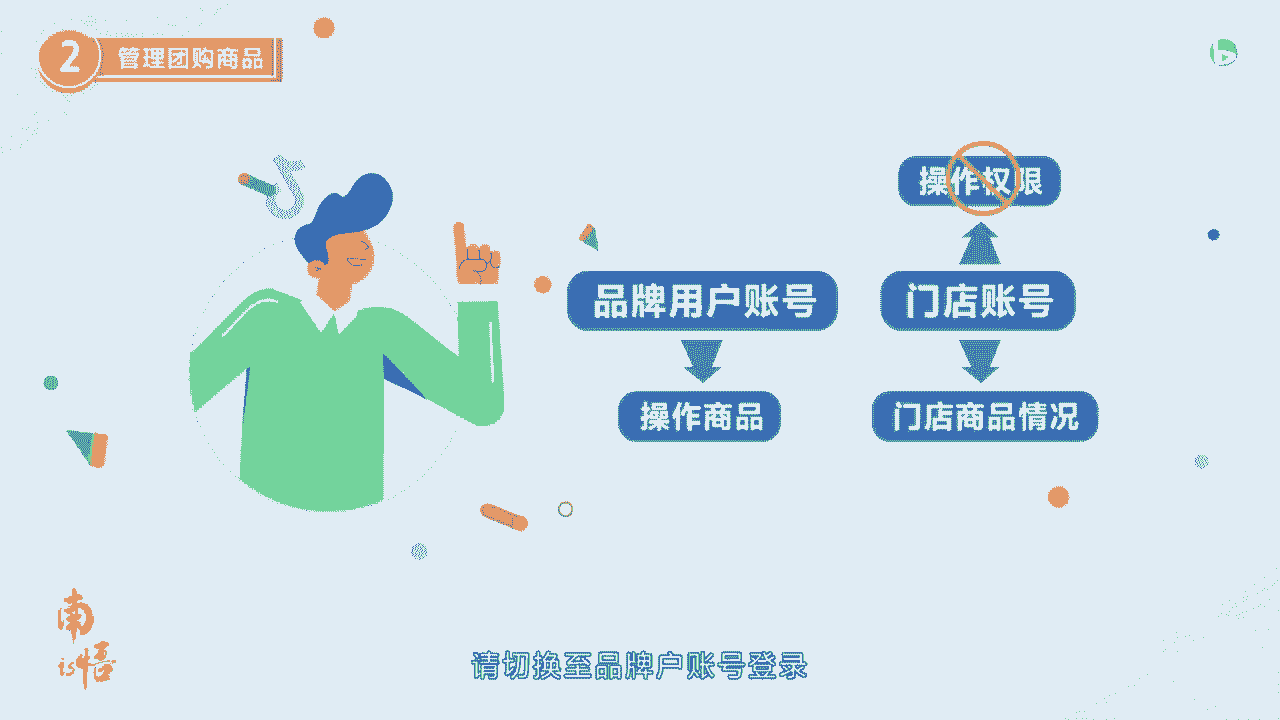 2
管理团购商品
操作权限
品牌用户账号
门店账号
操作商品
门店商品情况
南
is悟
请切换至品牌户账号登录